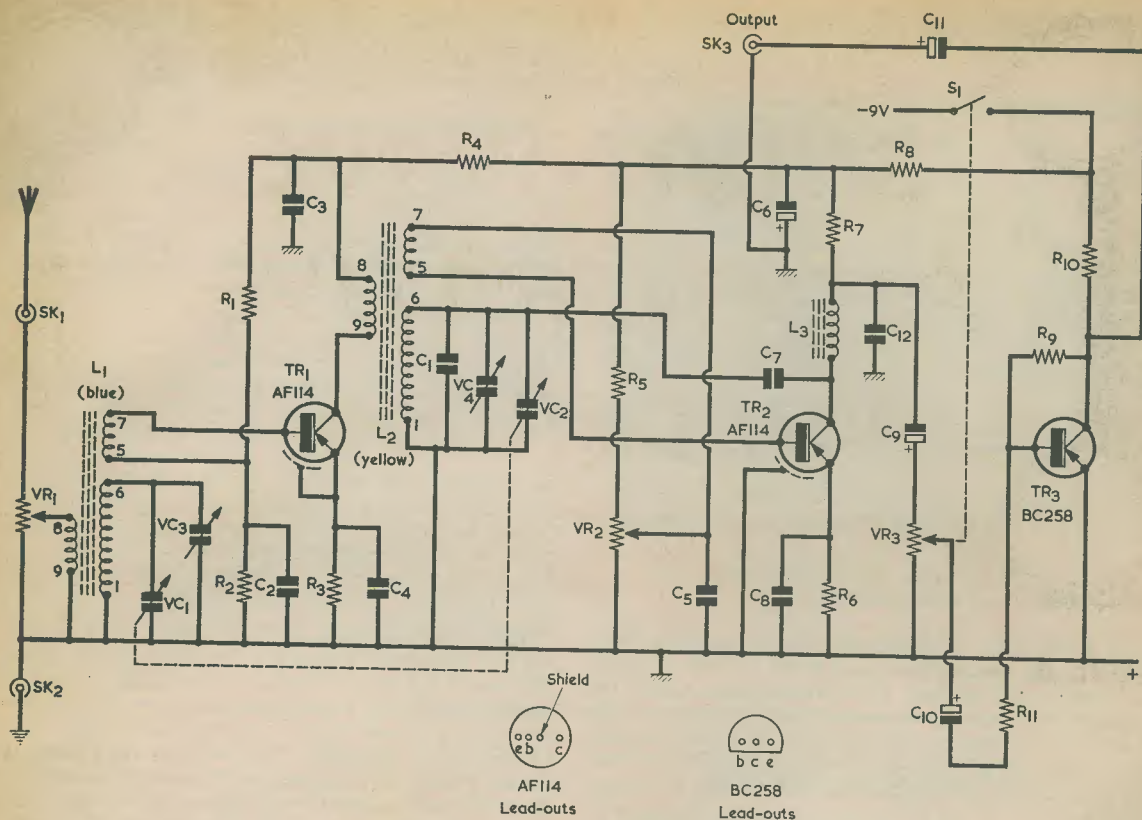 Output
SK3
C11
S1
-9V
R4
R8
C3
C6
+
R7
R10
7
8
L2
5
6
9
R1
SK1
L1
(blue)
TR1
AF114
C1
VC
4
VC2
L2
(yellow)
1
R5
C7
L3
C12
R9
TR2
AF114
C9
+
TR3
BC258
7
5
6
VR1
8
9
1
VC3
VC1
R2
C2
R3
C4
VR2
C5
C8
R6
VR3
SK2
+
C10
+
R11
Shield
e b c
AF114
Lead-outs
b c e
BC258
Lead-outs